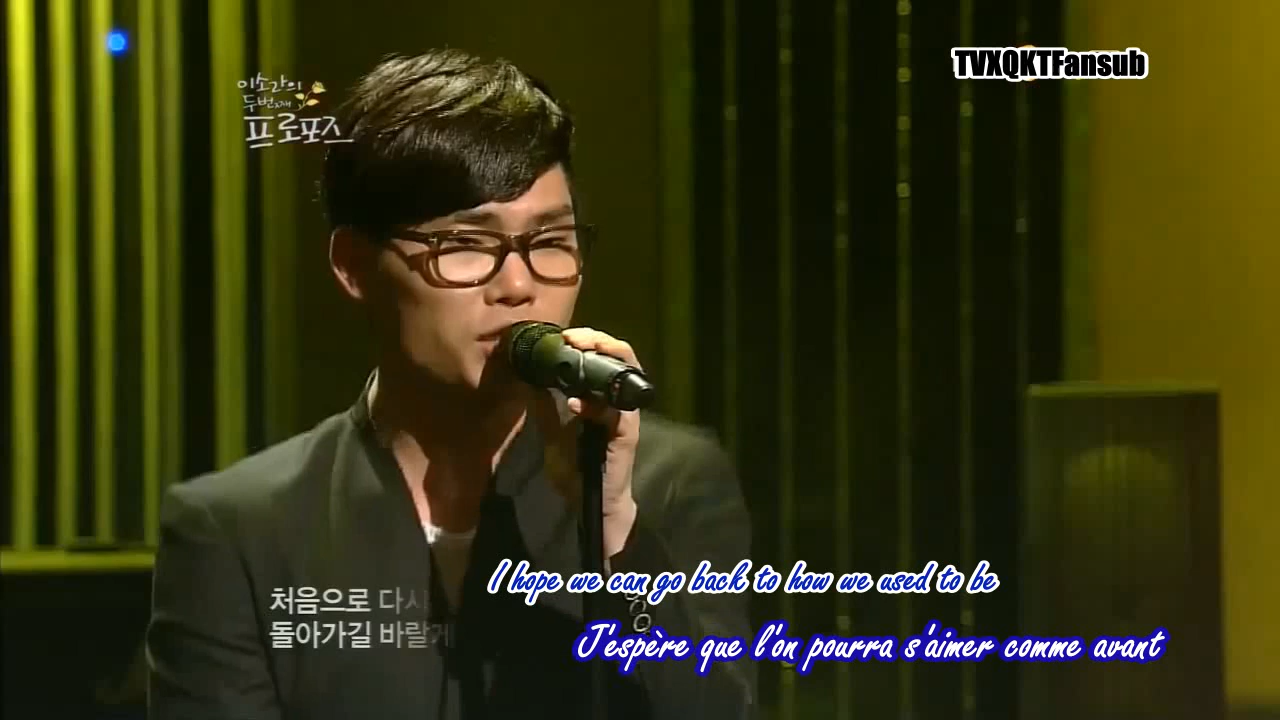 TVXQKTFansub
이소라의
두번째
프로포즈
I hope we can go back to how we used to be
처음으로 다시
돌아가길 바랄게
J'espère que l'on pourra s'aimer comme avant